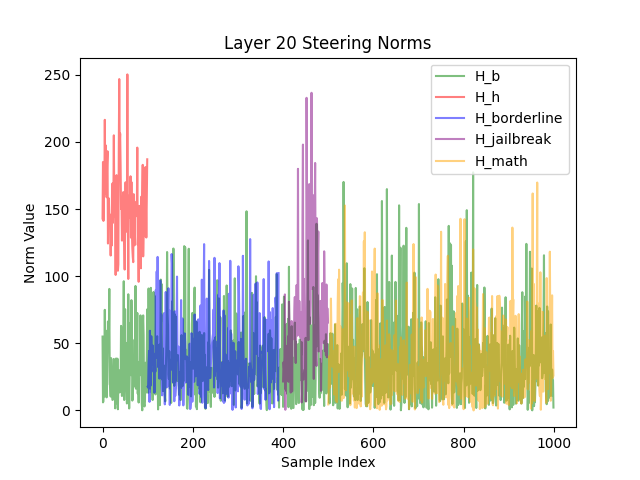 Layer 20 Steering Norms
H_b
H_h
H_borderline
H_jailbreak
H_math
Norm Value
250
200
150
100
50
0
0
200
400
600
800
1000
Sample Index